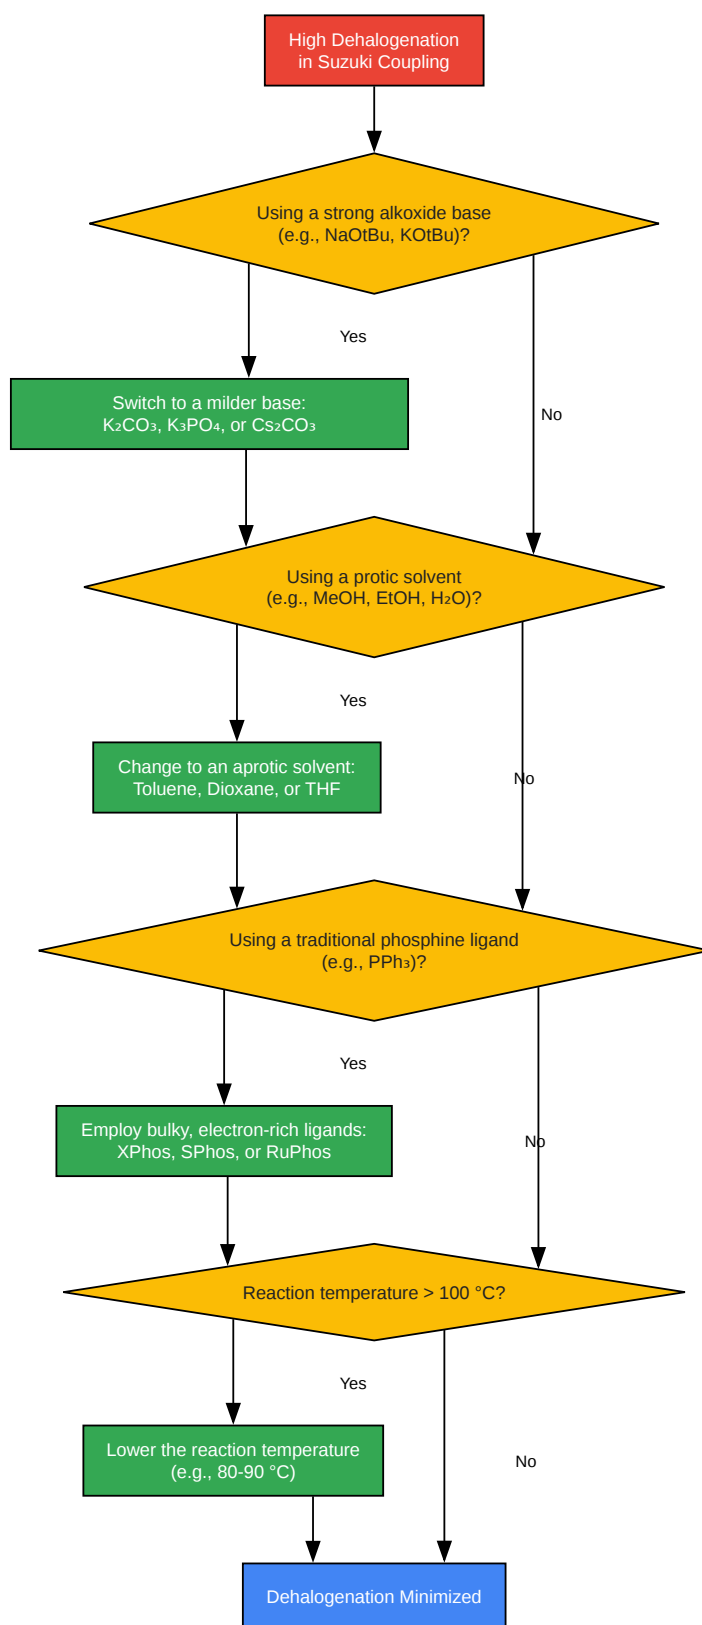 High Dehalogenation
in Suzuki Coupling
Using a strong alkoxide base
(e.g., NaOtBu, KOtBu)?
Yes
Switch to a milder base:
K₂CO₃, K₃PO₄, or Cs₂CO₃
No
Using a protic solvent
(e.g., MeOH, EtOH, H₂O)?
Yes
Change to an aprotic solvent:
Toluene, Dioxane, or THF
No
Using a traditional phosphine ligand
(e.g., PPh₃)?
Yes
Employ bulky, electron-rich ligands:
XPhos, SPhos, or RuPhos
No
Reaction temperature > 100 °C?
Yes
Lower the reaction temperature
(e.g., 80-90 °C)
No
Dehalogenation Minimized